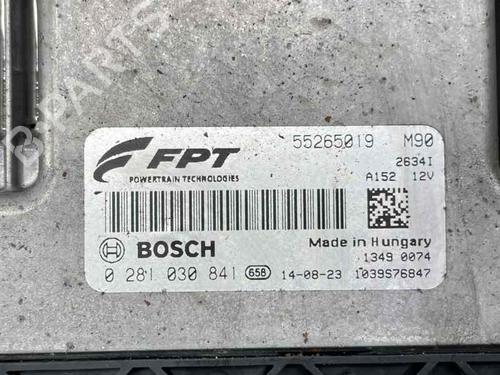 B-PARTS
FPT 55265019 M90
POWERTRAIN TECHNOLOGIES 2634I
A152 12V
BOSCH Made in Hungary
1349 0074
0 281 030 841 658 14-08-23 1039S76847